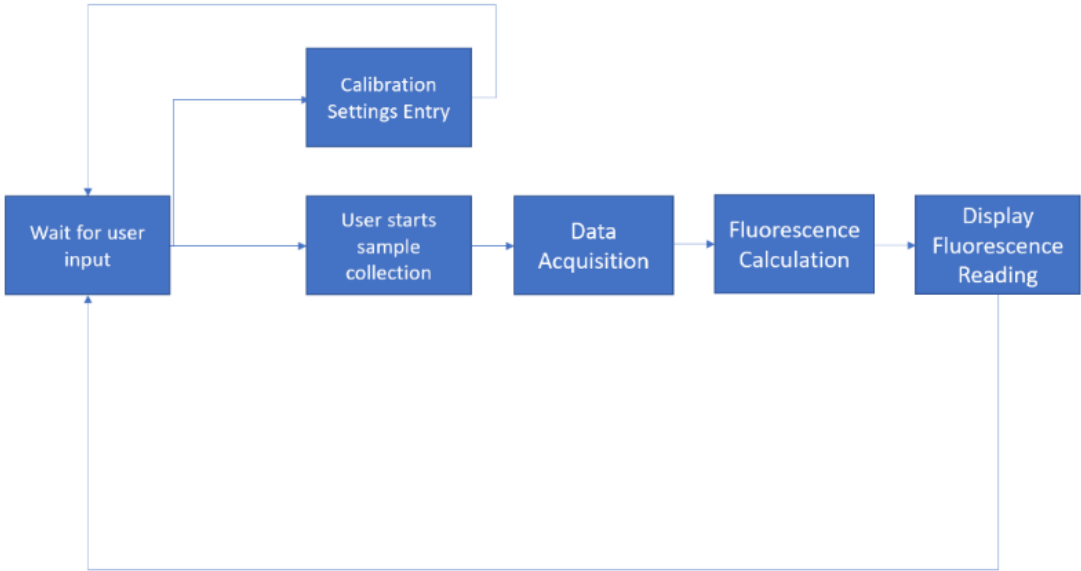 Calibration
Settings Entry
Wait for user
input
User starts
sample
collection
Data
Acquisition
Fluorescence
Calculation
Display
Fluorescence
Reading